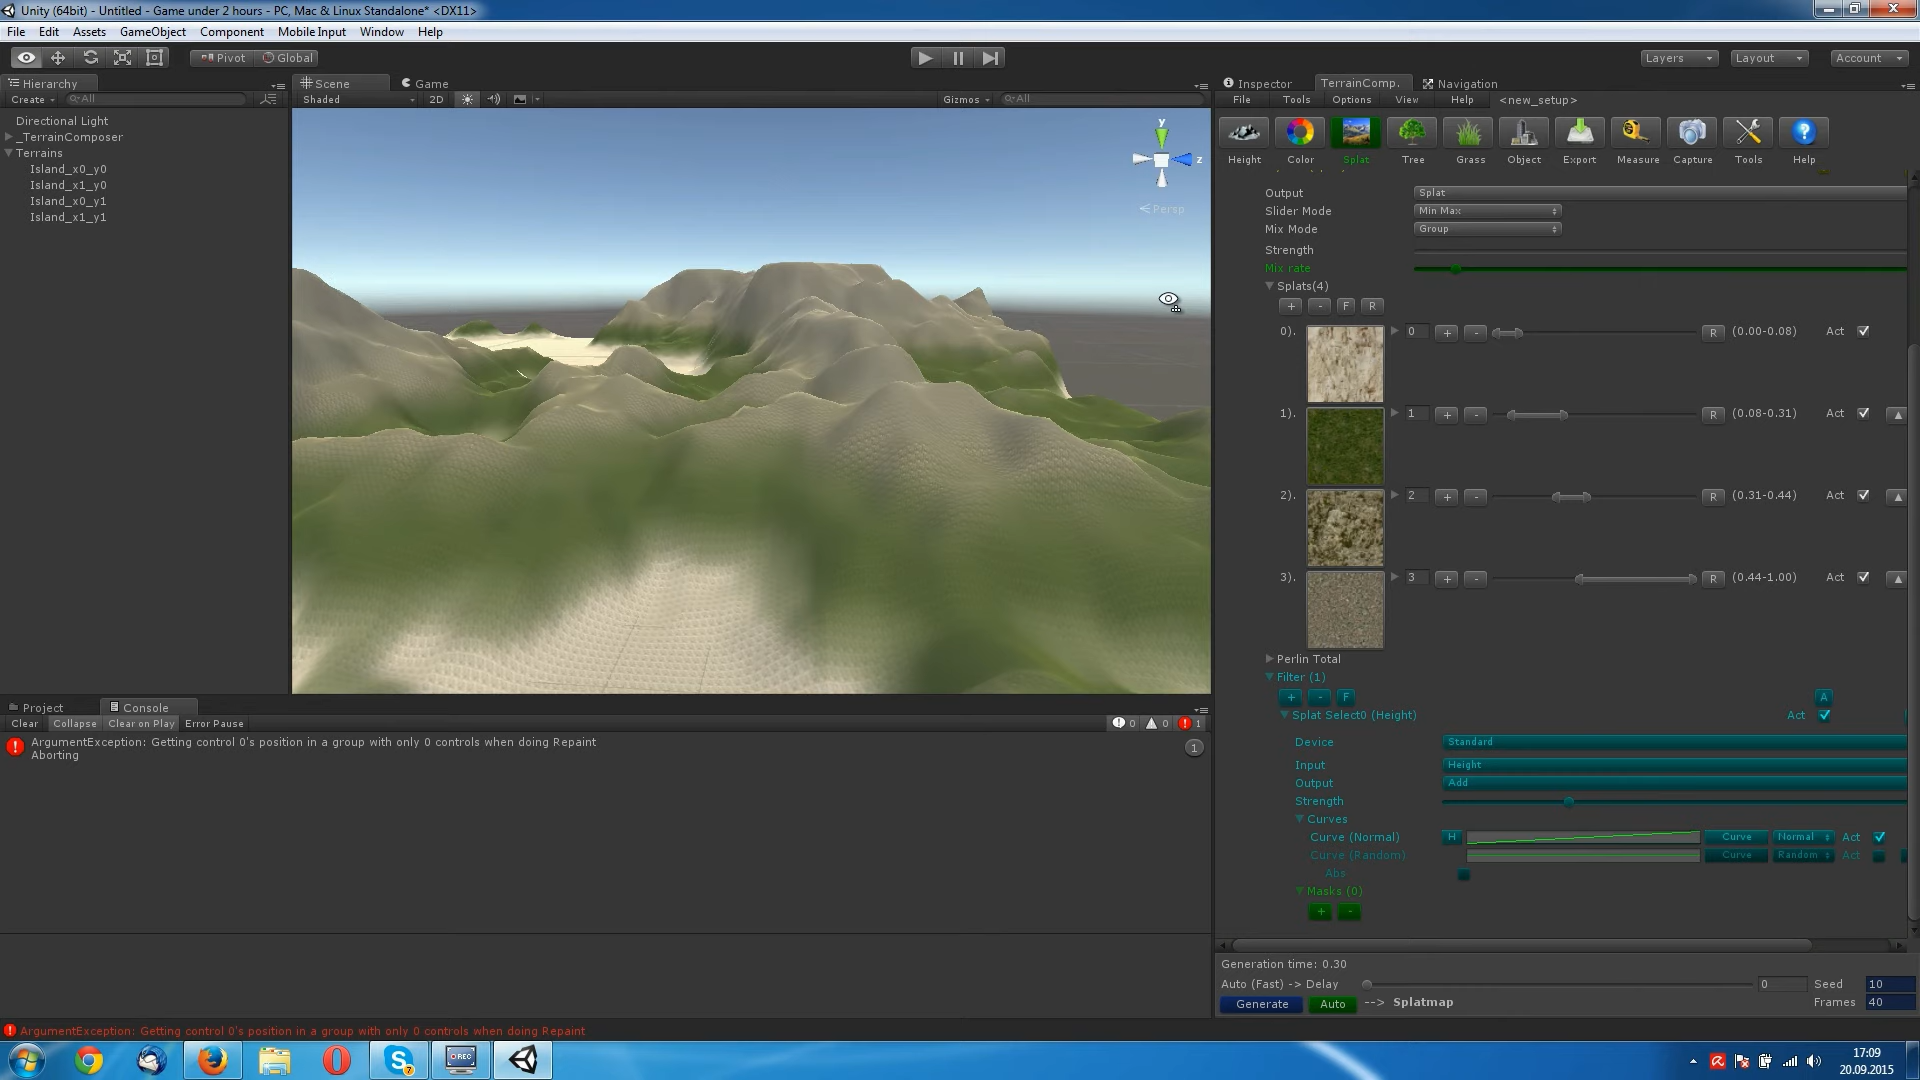 Unity (64bit) - Untitled - Game under 2 hours - PC, Mac & Linux Standalone* <DX11>
File Edit Assets GameObject Component Mobile Input Window Help
Pivot Global Layers Layout Account
Hierarchy Scene Game Inspector TerrainComp. Navigation
Create All Shaded 2D Gizmos All File Tools Options View Help <new_setup>
Directional Light
_TerrainComposer
Terrains
Island_x0_y0
Island_x1_y0
Island_x0_y1
Island_x1_y1
y
z
Persp
Height Color Splat Tree Grass Object Export Measure Capture Tools Help
Output Splat
Slider Mode Min Max
Mix Mode Group
Strength
Mix rate
Splats(4)
+ - F R
0). 0 + - R (0.00-0.08) Act
1). 1 + - R (0.08-0.31) Act
2). 2 + - R (0.31-0.44) Act
3). 3 + - R (0.44-1.00) Act
Perlin Total
Filter (1)
+ - F A
Splat Select0 (Height) Act
Device Standard
Input Height
Output Add
Strength
Curves
Curve (Normal) H Curve Normal Act
Curve (Random) Curve Random Act
Abs
Masks (0)
+ -
Generation time: 0.30
Auto (Fast) -> Delay 0 Seed 10
Generate Auto --> Splatmap Frames 40
Project Console
Clear Collapse Clear on Play Error Pause 0 0 1
ArgumentException: Getting control 0's position in a group with only 0 controls when doing Repaint
Aborting
1
ArgumentException: Getting control 0's position in a group with only 0 controls when doing Repaint
7
REC
17:09
20.09.2015